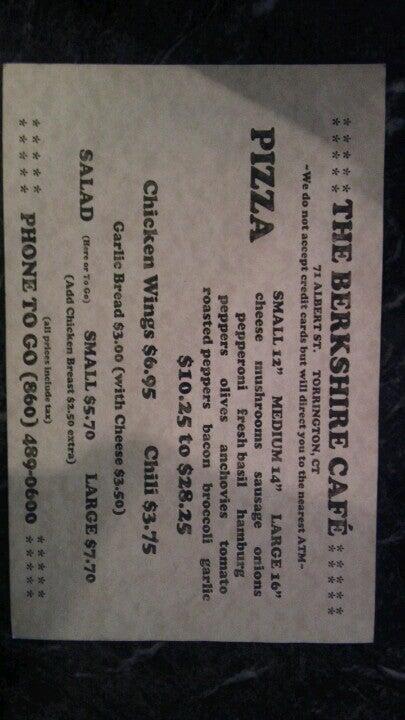 ***** THE BERKSHIRE CAFÉ *****
***** 71 ALBERT ST. TORRINGTON, CT *****
~We do not accept credit cards but will direct you to the nearest ATM~
PIZZA SMALL 12” MEDIUM 14” LARGE 16”
cheese mushrooms sausage onions
pepperoni fresh basil hamburg
peppers olives anchovies tomato
roasted peppers bacon broccoli garlic
$10.25 to $28.25
Chicken Wings $6.95 Chili $3.75
Garlic Bread $3.00 (with Cheese $3.50)
SALAD (Here or To Go) SMALL $5.70 LARGE $7.70
(Add Chicken Breast $2.50 extra)
***** (all prices include tax) *****
***** PHONE TO GO (860) 489-0600 *****